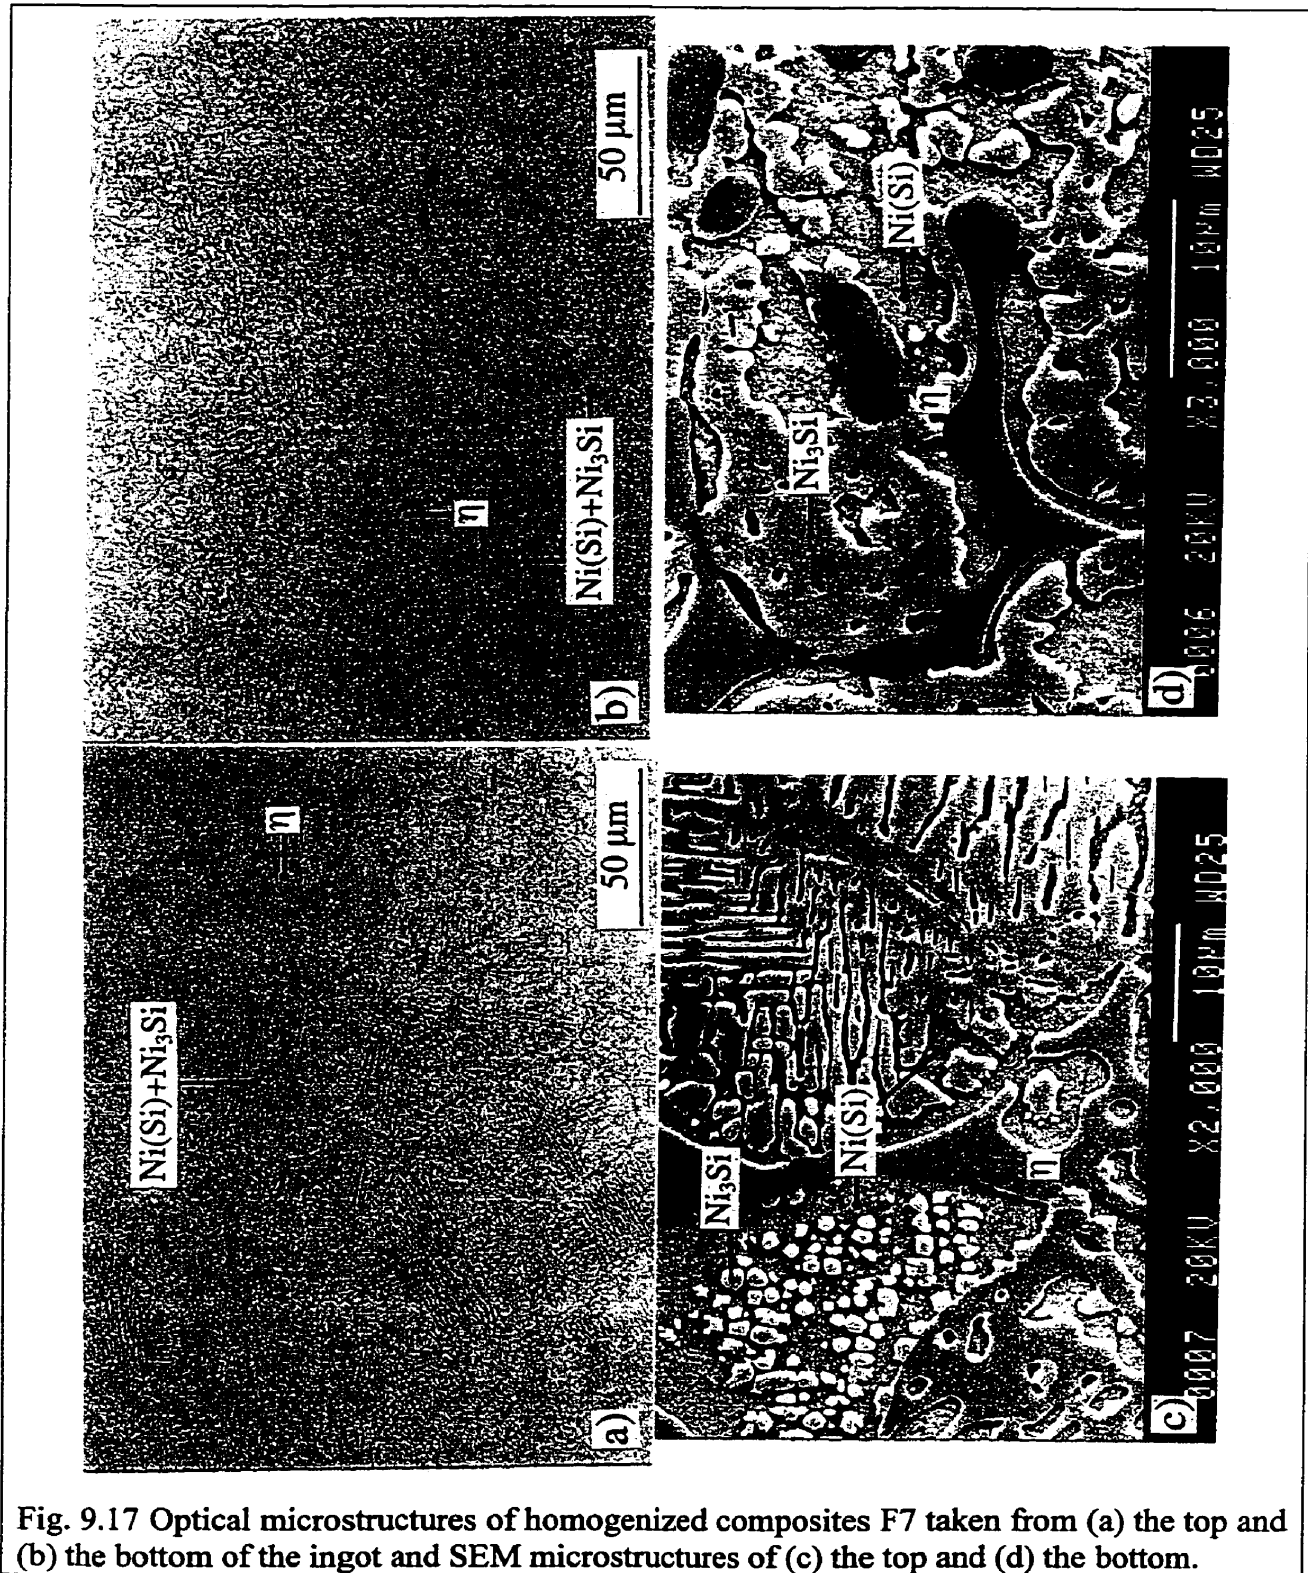 Ni(Si)+Ni₃Si
η
50 µm
a)
η
Ni(Si)+Ni₃Si
50 µm
b)
Ni₃Si
Ni(Si)
η
c)
0007 20KV X2,000 10µm WD25
Ni₃Si
η
Ni(Si)
d)
0006 20KV X3,000 10µm WD25
Fig. 9.17 Optical microstructures of homogenized composites F7 taken from (a) the top and
(b) the bottom of the ingot and SEM microstructures of (c) the top and (d) the bottom.